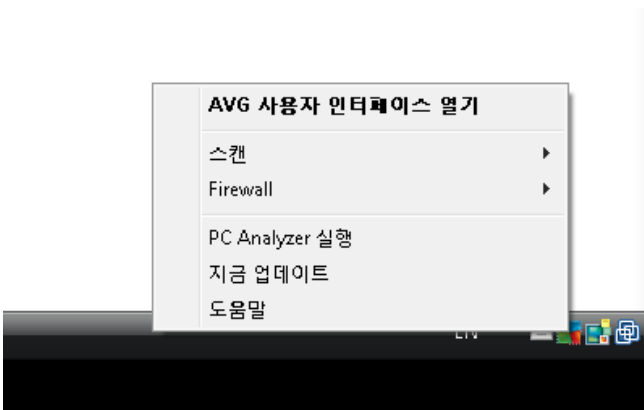 AVG 사용자 인터페이스 열기
스캔
Firewall
PC Analyzer 실행
지금 업데이트
도움말
EN